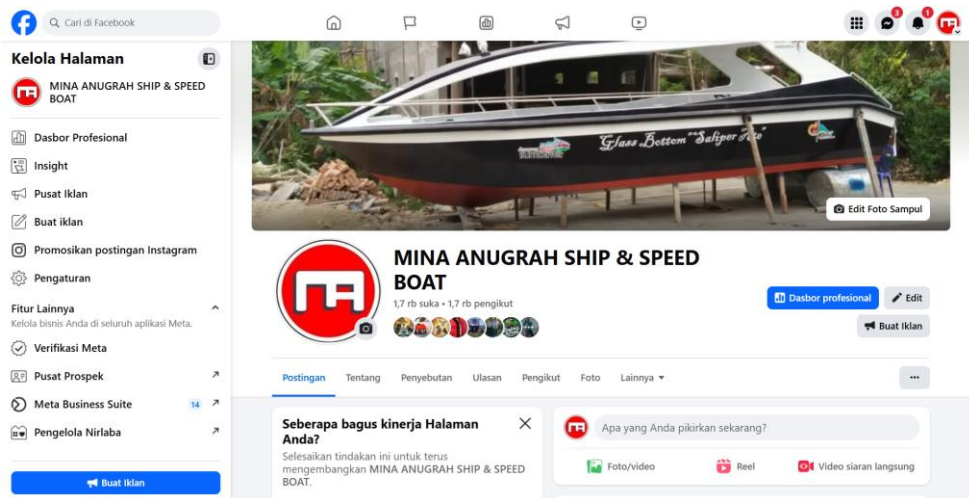 Cari di Facebook
3
1
Kelola Halaman
MINA ANUGRAH SHIP & SPEED
BOAT
Dasbor Profesional
Insight
Pusat Iklan
Buat iklan
Promosikan postingan Instagram
Pengaturan
Fitur Lainnya
Kelola bisnis Anda di seluruh aplikasi Meta.
Verifikasi Meta
Pusat Prospek
Meta Business Suite 14
Pengelola Nirlaba
Buat Iklan
Glass Bottom "Saliper Ate"
Edit Foto Sampul
MINA ANUGRAH SHIP & SPEED
BOAT
1,7 rb suka • 1,7 rb pengikut
Dasbor profesional
Edit
Buat Iklan
Postingan Tentang Penyebutan Ulasan Pengikut Foto Lainnya
Seberapa bagus kinerja Halaman
Anda?
Selesaikan tindakan ini untuk terus
mengembangkan MINA ANUGRAH SHIP & SPEED
BOAT.
Apa yang Anda pikirkan sekarang?
Foto/video Reel Video siaran langsung